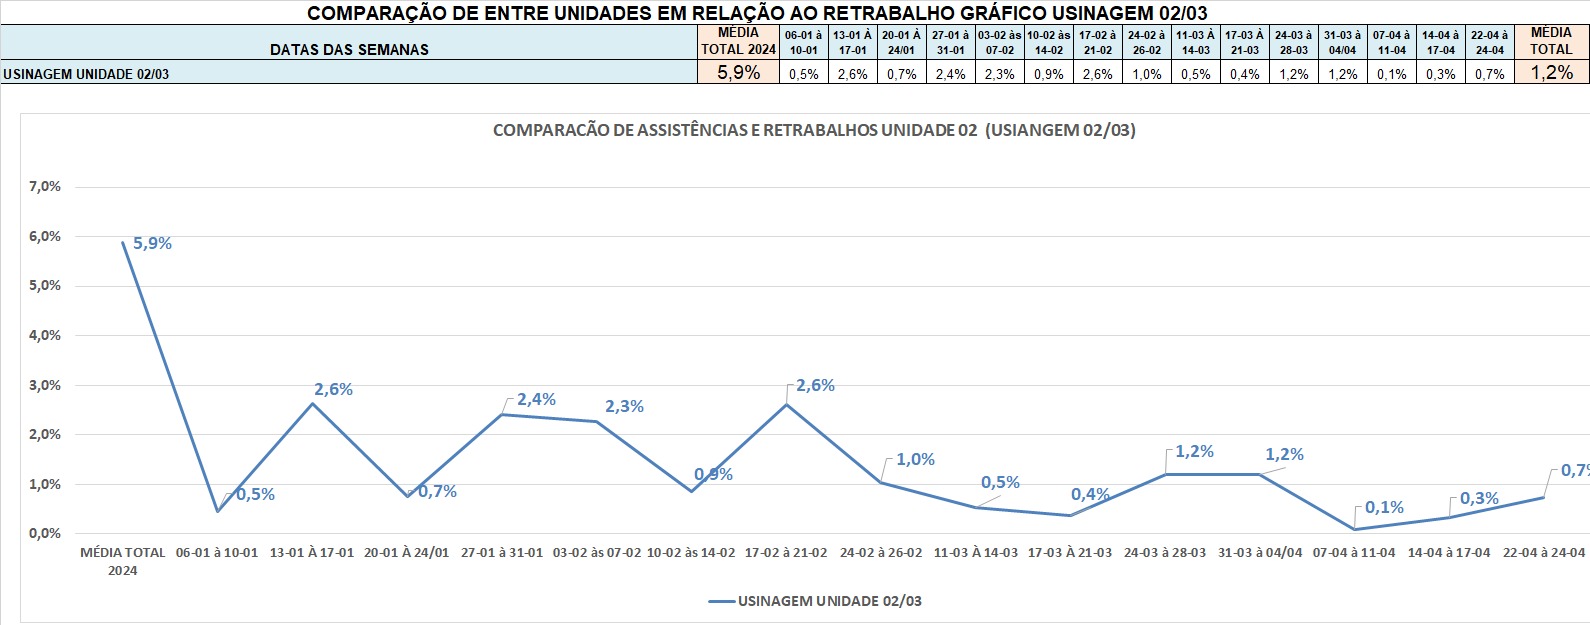 COMPARAÇÃO DE ENTRE UNIDADES EM RELAÇÃO AO RETRABALHO GRÁFICO USINAGEM 02/03
DATAS DAS SEMANAS
MÉDIA TOTAL 2024
06-01 à 10-01
13-01 À 17-01
20-01 À 24/01
27-01 à 31-01
03-02 às 07-02
10-02 às 14-02
17-02 à 21-02
24-02 à 26-02
11-03 À 14-03
17-03 À 21-03
24-03 à 28-03
31-03 à 04/04
07-04 à 11-04
14-04 à 17-04
22-04 à 24-04
MÉDIA TOTAL
USINAGEM UNIDADE 02/03 5,9% 0,5% 2,6% 0,7% 2,4% 2,3% 0,9% 2,6% 1,0% 0,5% 0,4% 1,2% 1,2% 0,1% 0,3% 0,7% 1,2%
COMPARACÃO DE ASSISTÊNCIAS E RETRABALHOS UNIDADE 02 (USIANGEM 02/03)
7,0%
6,0%
5,0%
4,0%
3,0%
2,0%
1,0%
0,0%
5,9%
0,5%
2,6%
0,7%
2,4%
2,3%
0,9%
2,6%
1,0%
0,5%
0,4%
1,2%
1,2%
0,1%
0,3%
0,7%
MÉDIA TOTAL 2024
06-01 à 10-01
13-01 À 17-01
20-01 À 24/01
27-01 à 31-01
03-02 às 07-02
10-02 às 14-02
17-02 à 21-02
24-02 à 26-02
11-03 À 14-03
17-03 À 21-03
24-03 à 28-03
31-03 à 04/04
07-04 à 11-04
14-04 à 17-04
22-04 à 24-04
USINAGEM UNIDADE 02/03